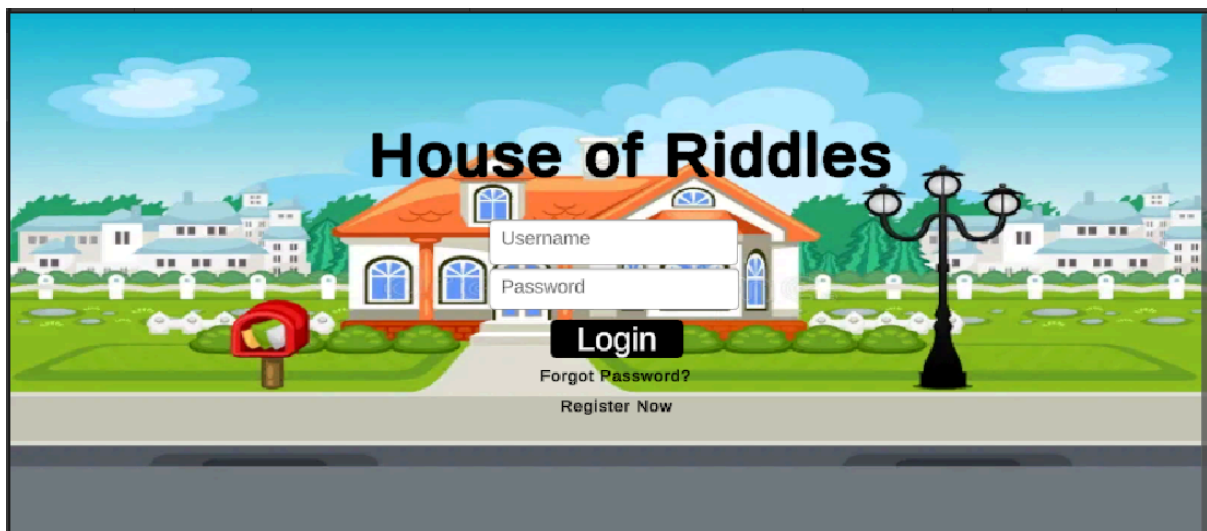 House of Riddles
Username
Password
Login
Forgot Password?
Register Now